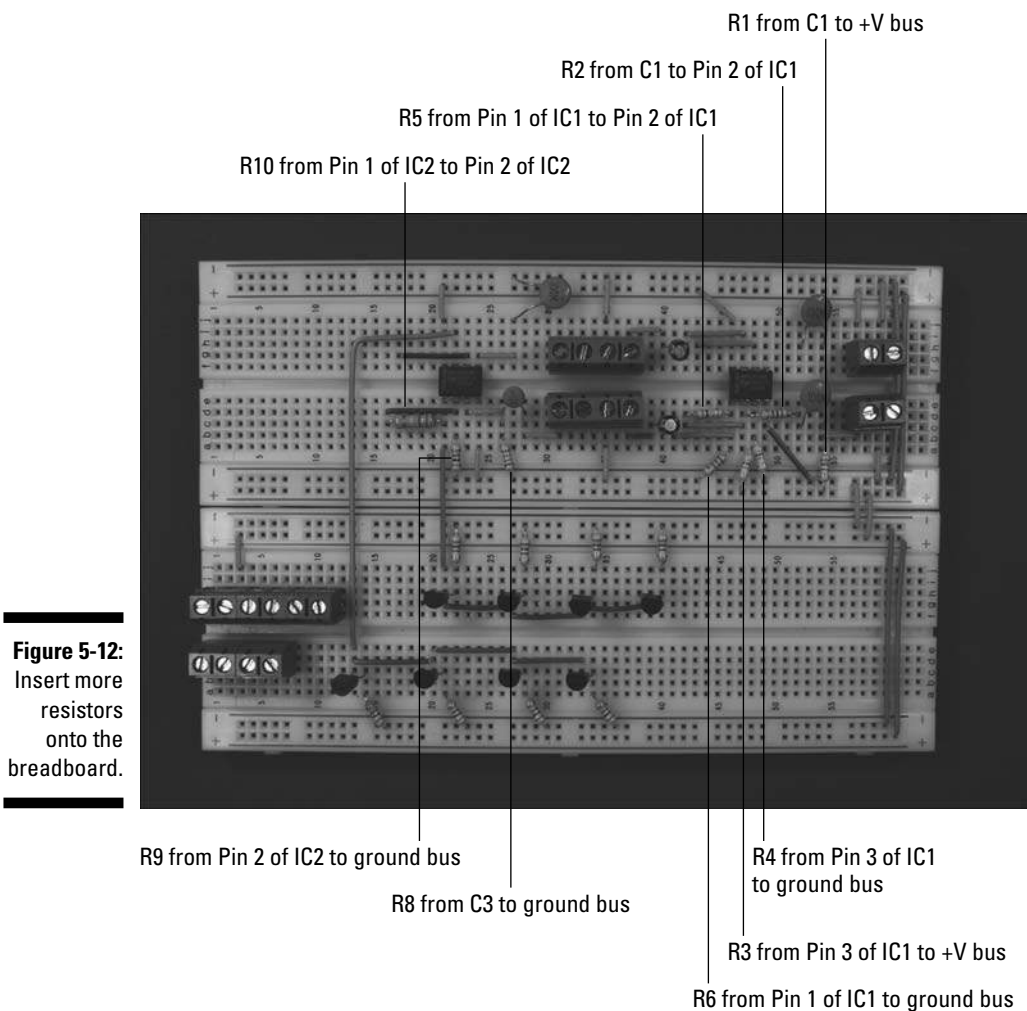 R1 from C1 to +V bus
R2 from C1 to Pin 2 of IC1
R5 from Pin 1 of IC1 to Pin 2 of IC1
R10 from Pin 1 of IC2 to Pin 2 of IC2
Figure 5-12:
Insert more
resistors
onto the
breadboard.
R9 from Pin 2 of IC2 to ground bus
R8 from C3 to ground bus
R4 from Pin 3 of IC1
to ground bus
R3 from Pin 3 of IC1 to +V bus
R6 from Pin 1 of IC1 to ground bus